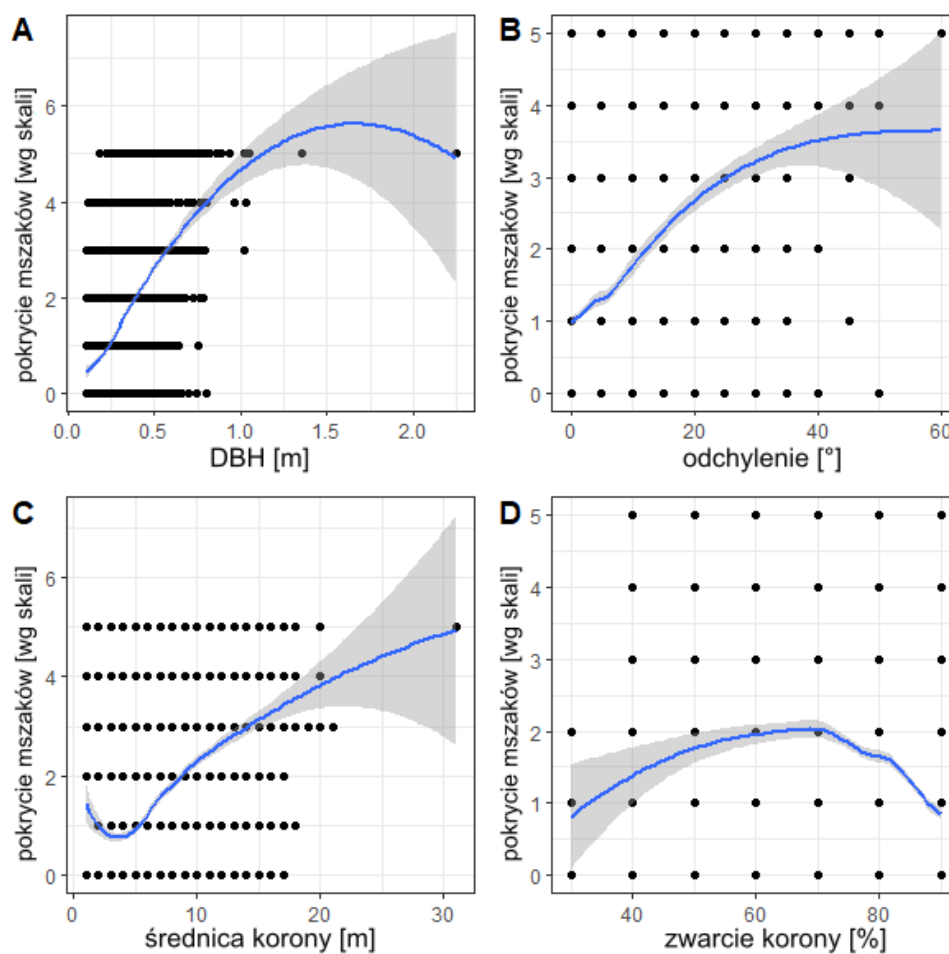 A
pokrycie mszaków [wg skali]
6
4
2
0
0.0 0.5 1.0 1.5 2.0
DBH [m]
B
pokrycie mszaków [wg skali]
5
4
3
2
1
0
0 20 40 60
odchylenie [°]
C
pokrycie mszaków [wg skali]
6
4
2
0
0 10 20 30
średnica korony [m]
D
pokrycie mszaków [wg skali]
5
4
3
2
1
0
40 60 80
zwarcie korony [%]